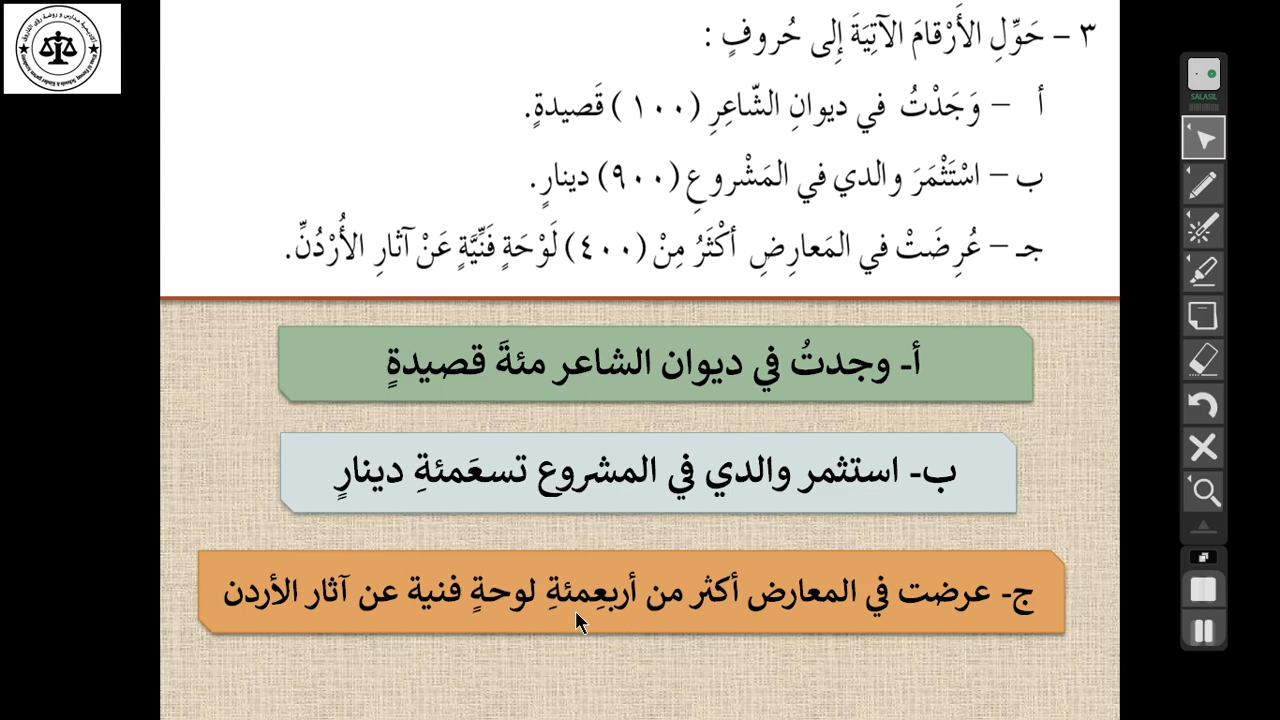 ٣ - حَوِّلِ الأَرْقامَ الآتِيَةَ إِلى حُروفٍ :
أ - وَجَدْتُ في ديوانِ الشّاعِرِ (١٠٠) قَصيدةٍ.
ب - اسْتَثْمَرَ والدي في المَشْروعِ (٩٠٠) دينارٍ.
جـ - عُرِضَتْ في المَعارِضِ أكْثَرُ مِنْ (٤٠٠) لَوْحَةٍ فَنِّيَّةٍ عَنْ آثارِ الأُرْدُنِّ.
أ- وجدتُ في ديوان الشاعر مئةَ قصيدةٍ
ب- استثمر والدي في المشروع تسعَمئةِ دينارٍ
ج- عرضت في المعارض أكثر من أربعِمئةِ لوحةٍ فنية عن آثار الأردن
SALASIL